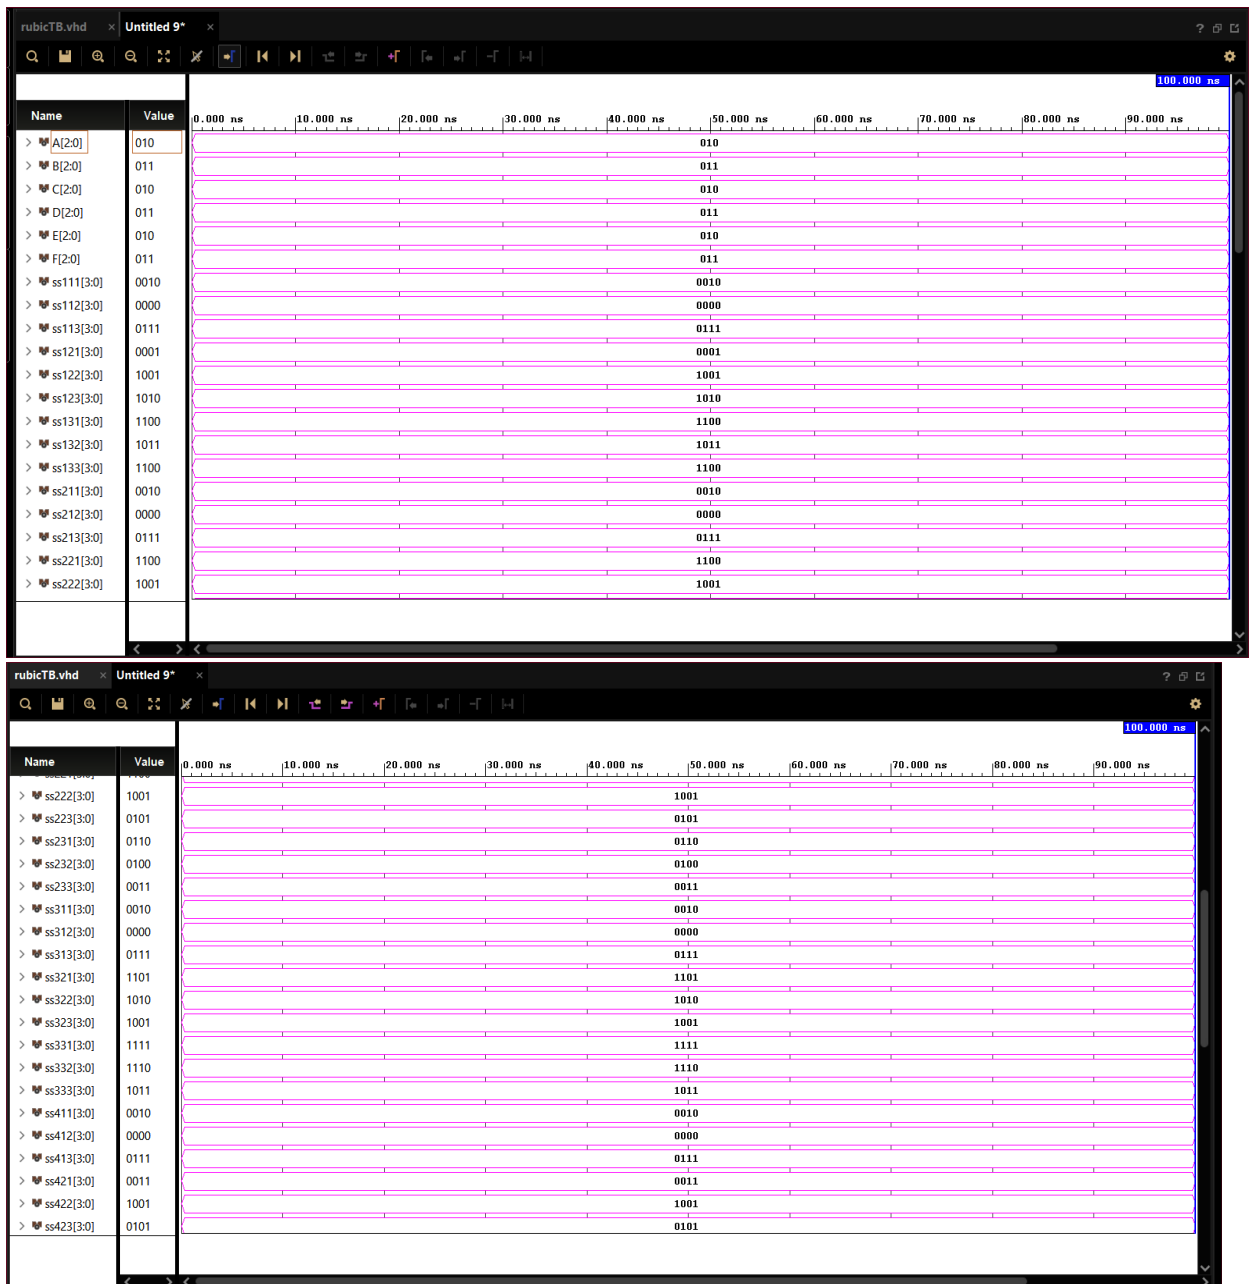 rubicTB.vhd × Untitled 9* ×
?
100.000 ns
Name Value 0.000 ns 10.000 ns 20.000 ns 30.000 ns 40.000 ns 50.000 ns 60.000 ns 70.000 ns 80.000 ns 90.000 ns
A[2:0] 010 010
B[2:0] 011 011
C[2:0] 010 010
D[2:0] 011 011
E[2:0] 010 010
F[2:0] 011 011
ss111[3:0] 0010 0010
ss112[3:0] 0000 0000
ss113[3:0] 0111 0111
ss121[3:0] 0001 0001
ss122[3:0] 1001 1001
ss123[3:0] 1010 1010
ss131[3:0] 1100 1100
ss132[3:0] 1011 1011
ss133[3:0] 1100 1100
ss211[3:0] 0010 0010
ss212[3:0] 0000 0000
ss213[3:0] 0111 0111
ss221[3:0] 1100 1100
ss222[3:0] 1001 1001
rubicTB.vhd × Untitled 9* ×
?
100.000 ns
Name Value 0.000 ns 10.000 ns 20.000 ns 30.000 ns 40.000 ns 50.000 ns 60.000 ns 70.000 ns 80.000 ns 90.000 ns
ss222[3:0] 1001 1001
ss223[3:0] 0101 0101
ss231[3:0] 0110 0110
ss232[3:0] 0100 0100
ss233[3:0] 0011 0011
ss311[3:0] 0010 0010
ss312[3:0] 0000 0000
ss313[3:0] 0111 0111
ss321[3:0] 1101 1101
ss322[3:0] 1010 1010
ss323[3:0] 1001 1001
ss331[3:0] 1111 1111
ss332[3:0] 1110 1110
ss333[3:0] 1011 1011
ss411[3:0] 0010 0010
ss412[3:0] 0000 0000
ss413[3:0] 0111 0111
ss421[3:0] 0011 0011
ss422[3:0] 1001 1001
ss423[3:0] 0101 0101